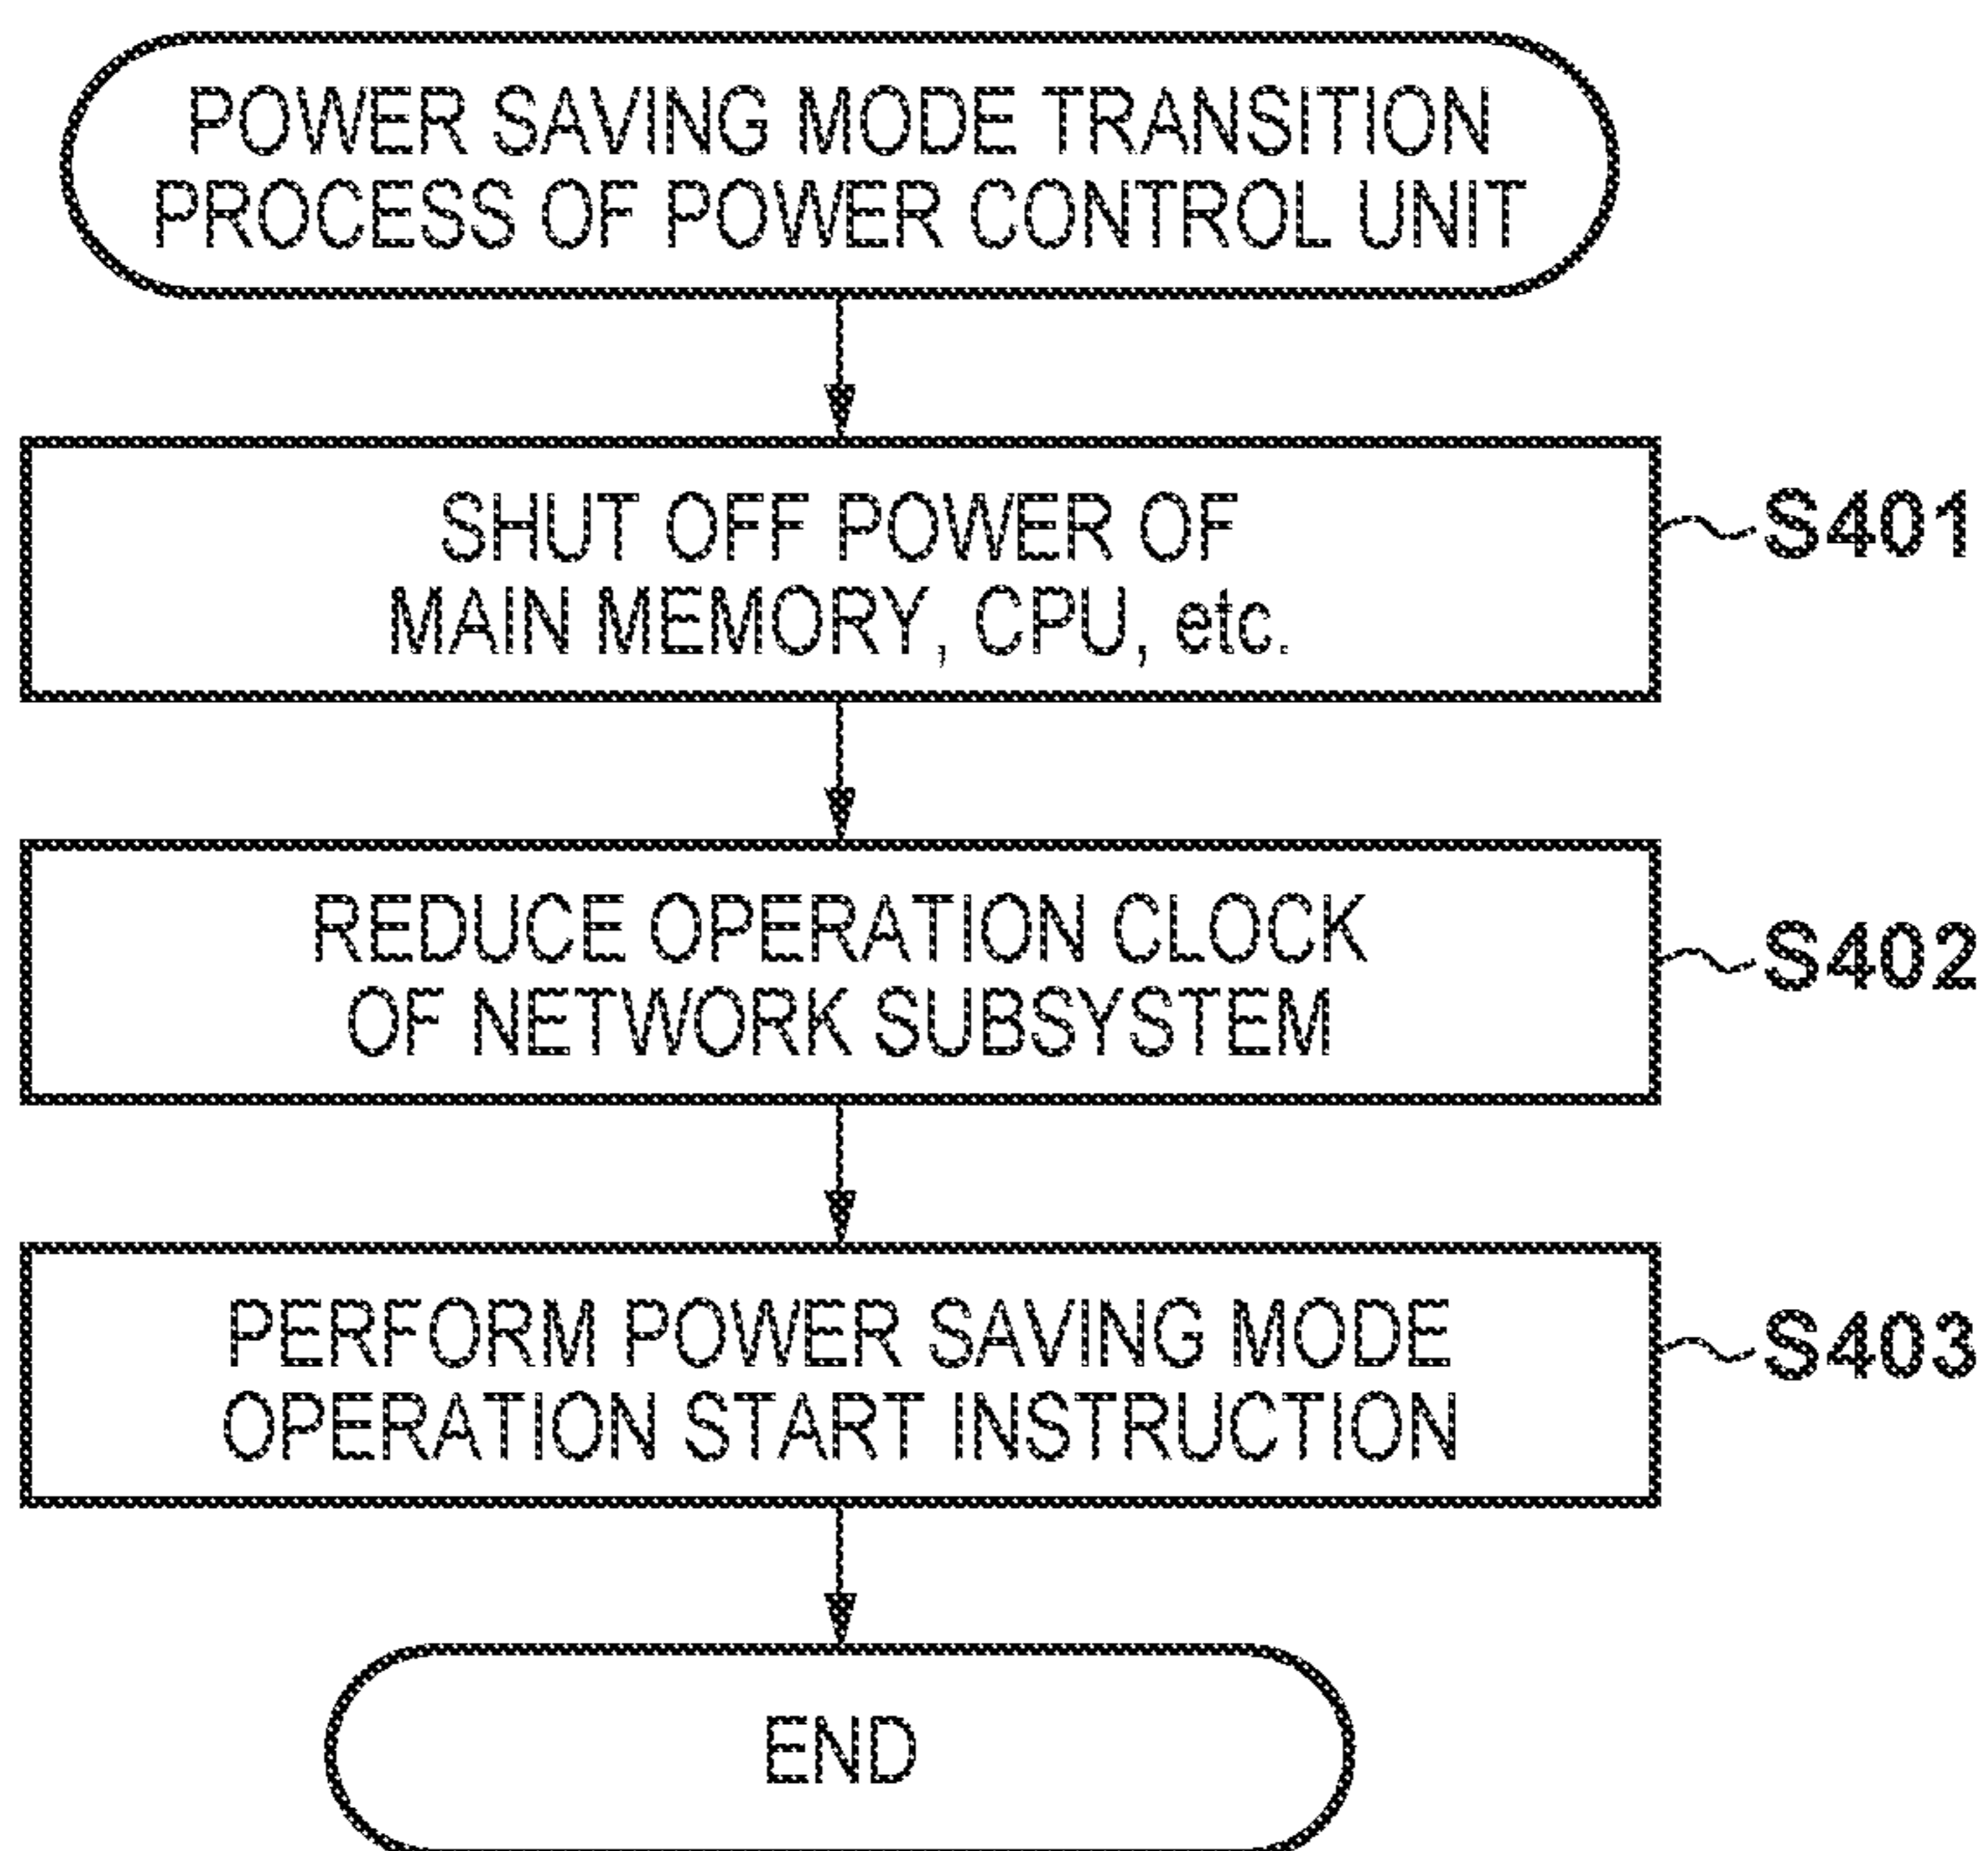 POWER SAVING MODE TRANSITION
PROCESS OF POWER CONTROL UNIT
SHUT OFF POWER OF
MAIN MEMORY, CPU, etc.
S401
REDUCE OPERATION CLOCK
OF NETWORK SUBSYSTEM
S402
PERFORM POWER SAVING MODE
OPERATION START INSTRUCTION
S403
END